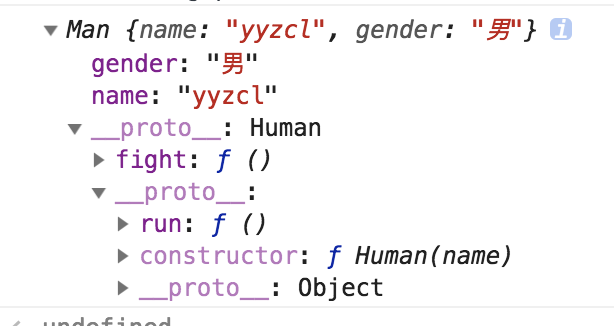 Man {name: "yyzcl", gender: "男"} i
gender: "男"
name: "yyzcl"
__proto__: Human
fight: ƒ ()
__proto__:
run: ƒ ()
constructor: ƒ Human(name)
__proto__: Object
undefined